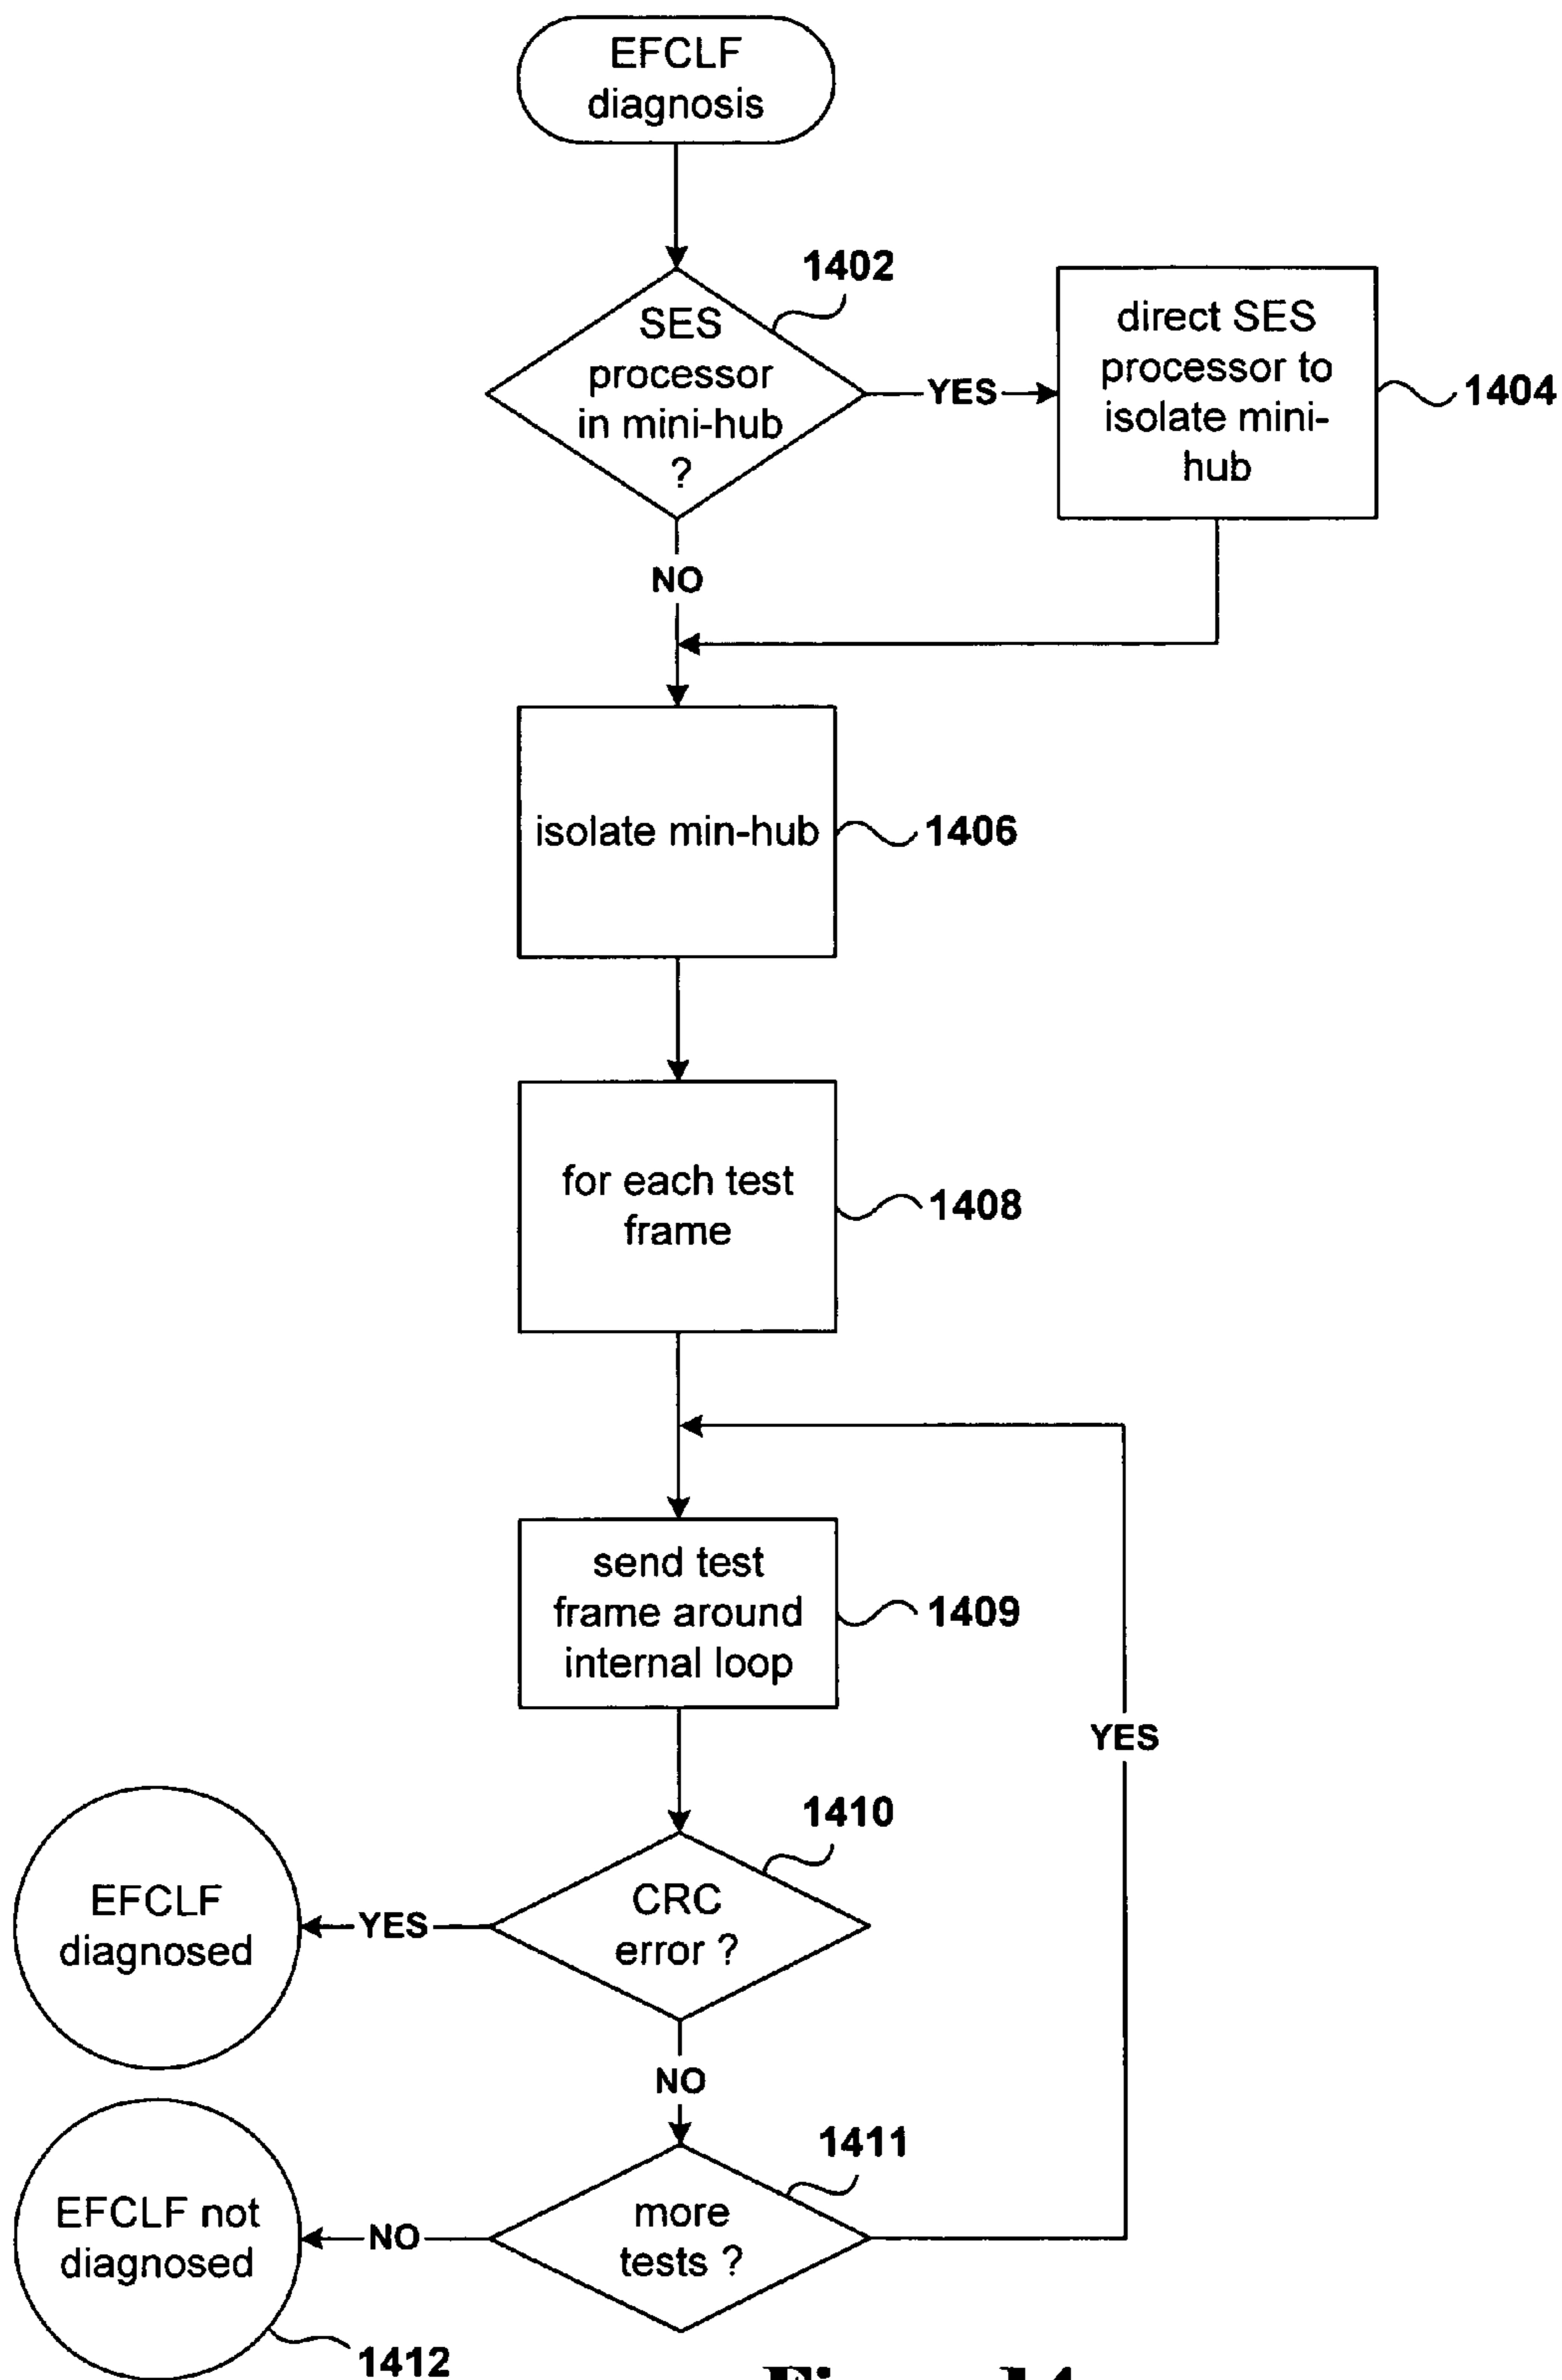 EFCLF
diagnosis
1402
SES
processor
in mini-hub
?
YES
direct SES
processor to
isolate mini-
hub
1404
NO
isolate min-hub
1406
for each test
frame
1408
send test
frame around
internal loop
1409
YES
1410
CRC
error ?
YES
EFCLF
diagnosed
NO
1411
more
tests ?
NO
EFCLF not
diagnosed
1412